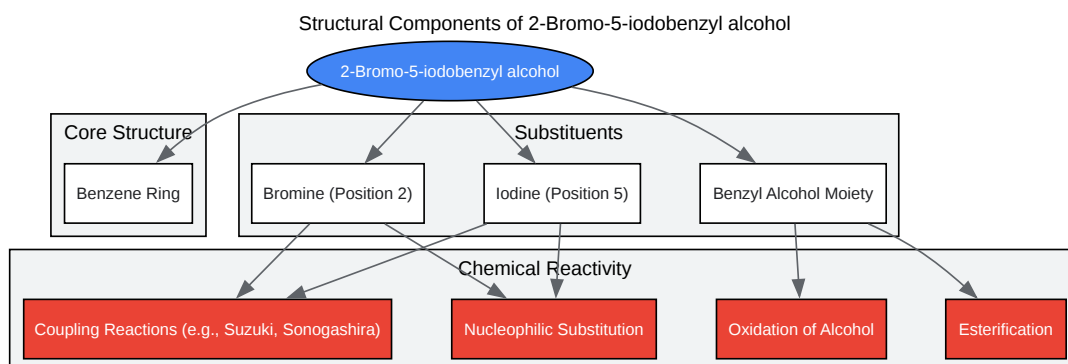 Structural Components of 2-Bromo-5-iodobenzyl alcohol
2-Bromo-5-iodobenzyl alcohol
Core Structure
Substituents
Benzene Ring
Bromine (Position 2)
Iodine (Position 5)
Benzyl Alcohol Moiety
Chemical Reactivity
Coupling Reactions (e.g., Suzuki, Sonogashira)
Nucleophilic Substitution
Oxidation of Alcohol
Esterification